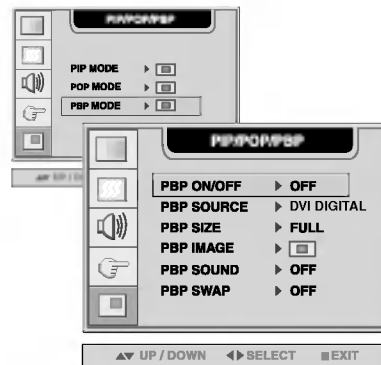 PIP/POP/PBP
PIP MODE
POP MODE
PBP MODE
PIP/POP/PBP
PBP ON/OFF ▶ OFF
PBP SOURCE ▶ DVI DIGITAL
PBP SIZE ▶ FULL
PBP IMAGE ▶
PBP SOUND ▶ OFF
PBP SWAP ▶ OFF
▲▼ UP / DOWN ◀▶ SELECT ■ EXIT